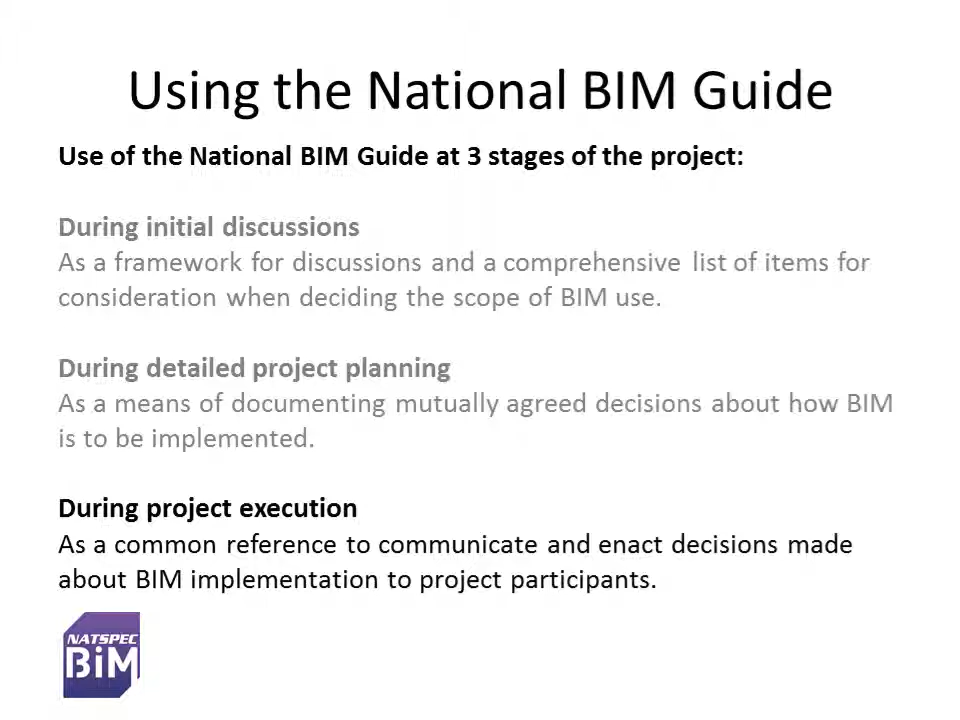 Using the National BIM Guide
Use of the National BIM Guide at 3 stages of the project:
During initial discussions
As a framework for discussions and a comprehensive list of items for
consideration when deciding the scope of BIM use.
During detailed project planning
As a means of documenting mutually agreed decisions about how BIM
is to be implemented.
During project execution
As a common reference to communicate and enact decisions made
about BIM implementation to project participants.
NATSPEC
BiM